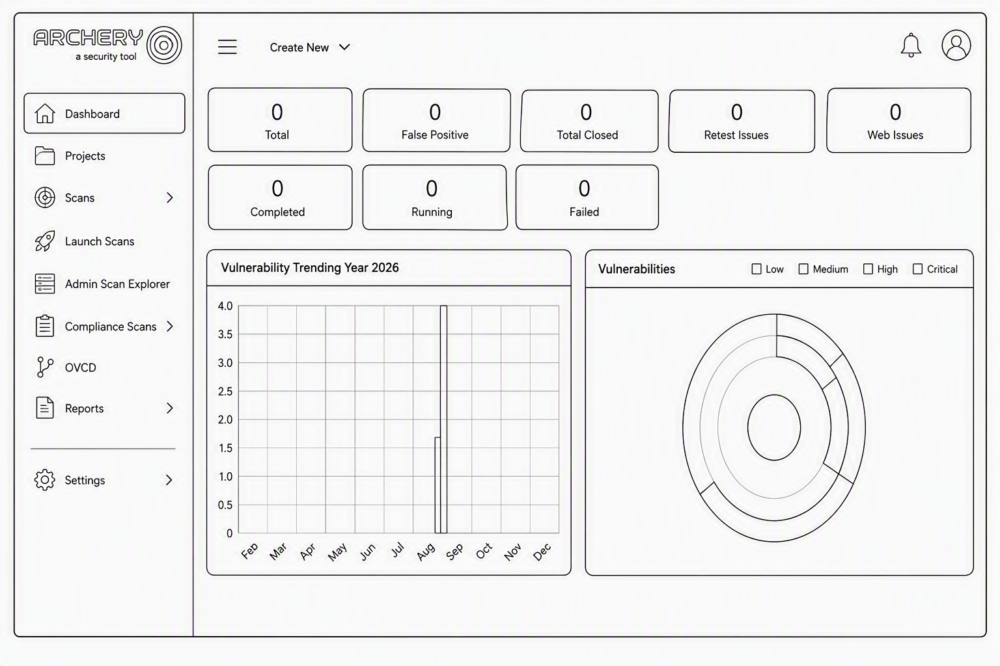 ARCHERY
a security tool
Create New
Dashboard
Projects
Scans
Launch Scans
Admin Scan Explorer
Compliance Scans
OVCD
Reports
Settings
0
Total
0
False Positive
0
Total Closed
0
Retest Issues
0
Web Issues
0
Completed
0
Running
0
Failed
Vulnerability Trending Year 2026
4.0
3.5
3.0
2.5
2.0
1.5
1.0
0.5
0
Feb Mar Apr May Jun Jul Aug Sep Oct Nov Dec
Vulnerabilities
Low Medium High Critical